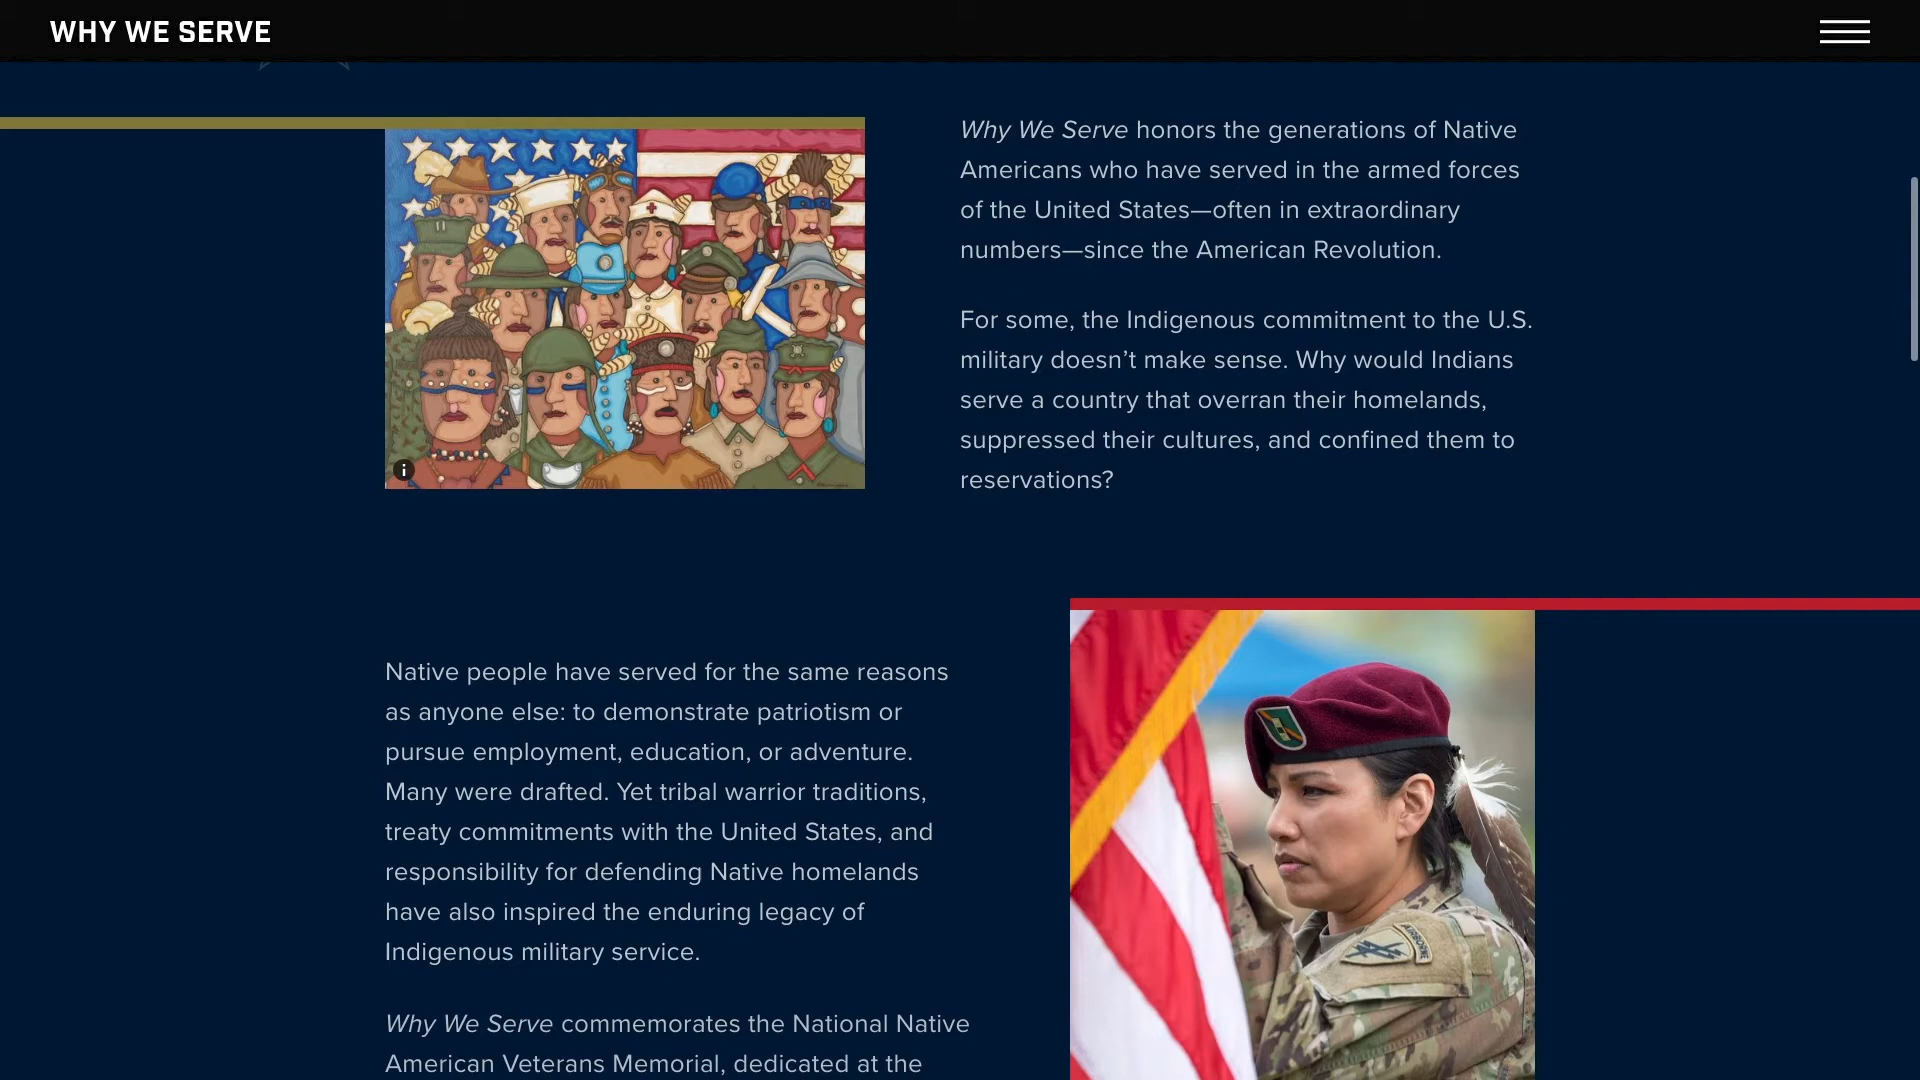 WHY WE SERVE
Why We Serve honors the generations of Native
Americans who have served in the armed forces
of the United States—often in extraordinary
numbers—since the American Revolution.
For some, the Indigenous commitment to the U.S.
military doesn’t make sense. Why would Indians
serve a country that overran their homelands,
suppressed their cultures, and confined them to
reservations?
Native people have served for the same reasons
as anyone else: to demonstrate patriotism or
pursue employment, education, or adventure.
Many were drafted. Yet tribal warrior traditions,
treaty commitments with the United States, and
responsibility for defending Native homelands
have also inspired the enduring legacy of
Indigenous military service.
Why We Serve commemorates the National Native
American Veterans Memorial, dedicated at the
AIRBORNE